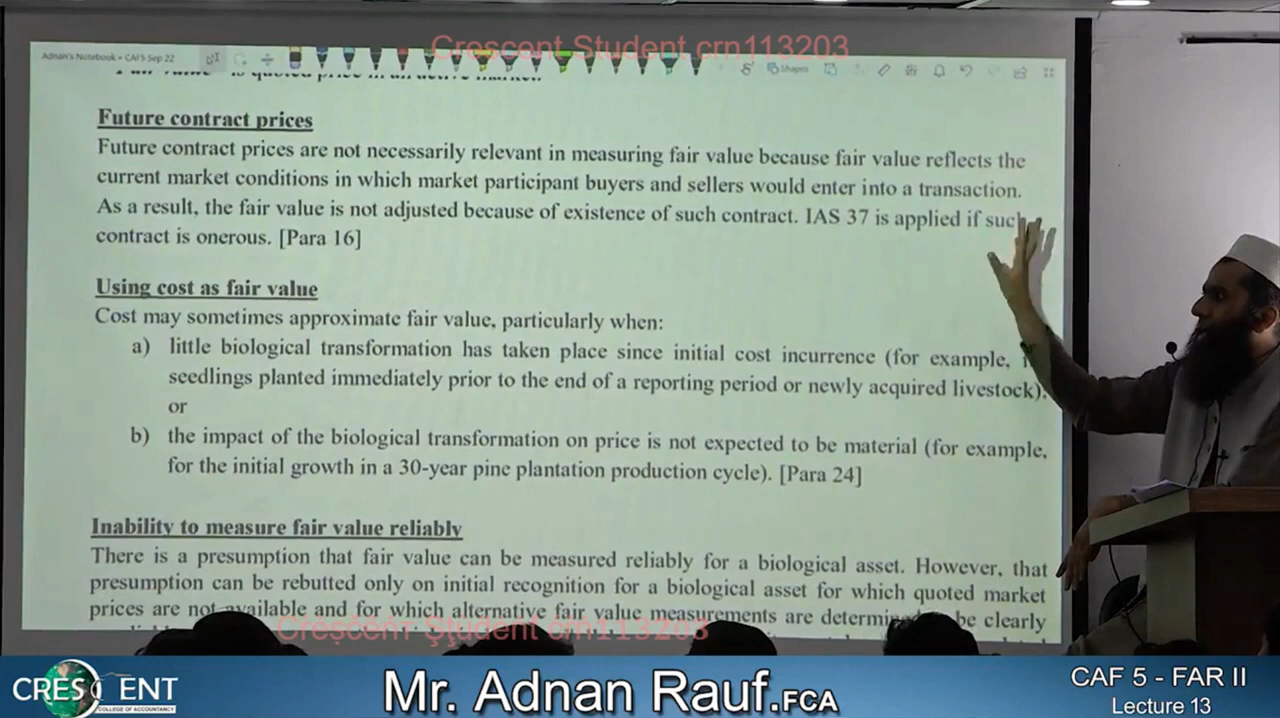 Crescent Student crn113203
Adnan's Notebook - CAF5 Sep 22
Shapes
Future contract prices
Future contract prices are not necessarily relevant in measuring fair value because fair value reflects the
current market conditions in which market participant buyers and sellers would enter into a transaction.
As a result, the fair value is not adjusted because of existence of such contract. IAS 37 is applied if such
contract is onerous. [Para 16]
Using cost as fair value
Cost may sometimes approximate fair value, particularly when:
a) little biological transformation has taken place since initial cost incurrence (for example,
seedlings planted immediately prior to the end of a reporting period or newly acquired livestock).
or
b) the impact of the biological transformation on price is not expected to be material (for example,
for the initial growth in a 30-year pine plantation production cycle). [Para 24]
Inability to measure fair value reliably
There is a presumption that fair value can be measured reliably for a biological asset. However, that
presumption can be rebutted only on initial recognition for a biological asset for which quoted market
prices are not available and for which alternative fair value measurements are be clearly
Crescent Student crn113203
CRESCENT
COLLEGE OF ACCOUNTANCY
Mr. Adnan Rauf.FCA
CAF 5 - FAR II
Lecture 13